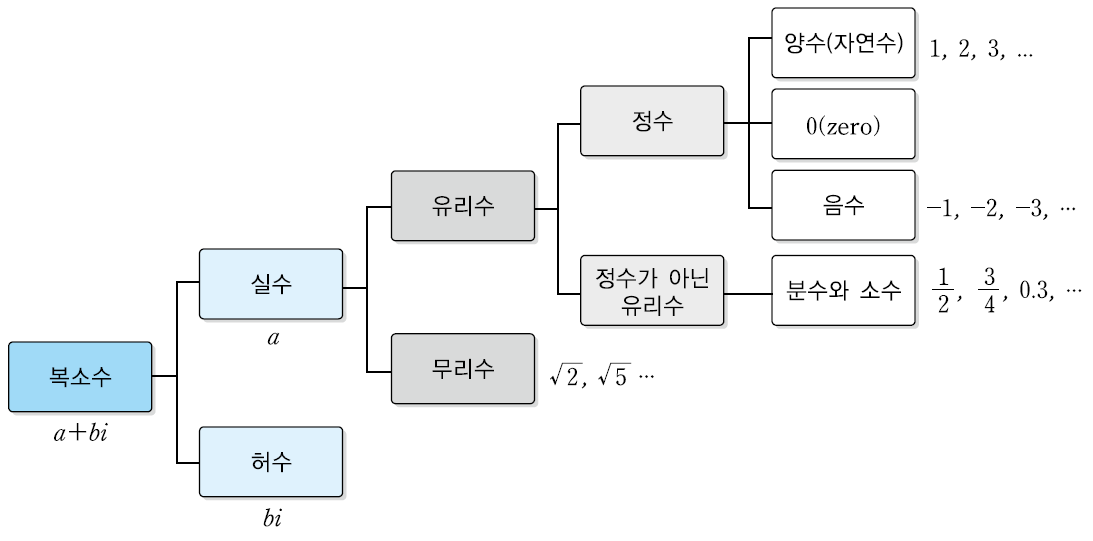 양수(자연수) 1, 2, 3, …
정수
0(zero)
유리수
음수 −1, −2, −3, …
실수
정수가 아닌
유리수
분수와 소수 1/2, 3/4, 0.3, …
a
복소수
무리수 √2, √5 …
a+bi
허수
bi